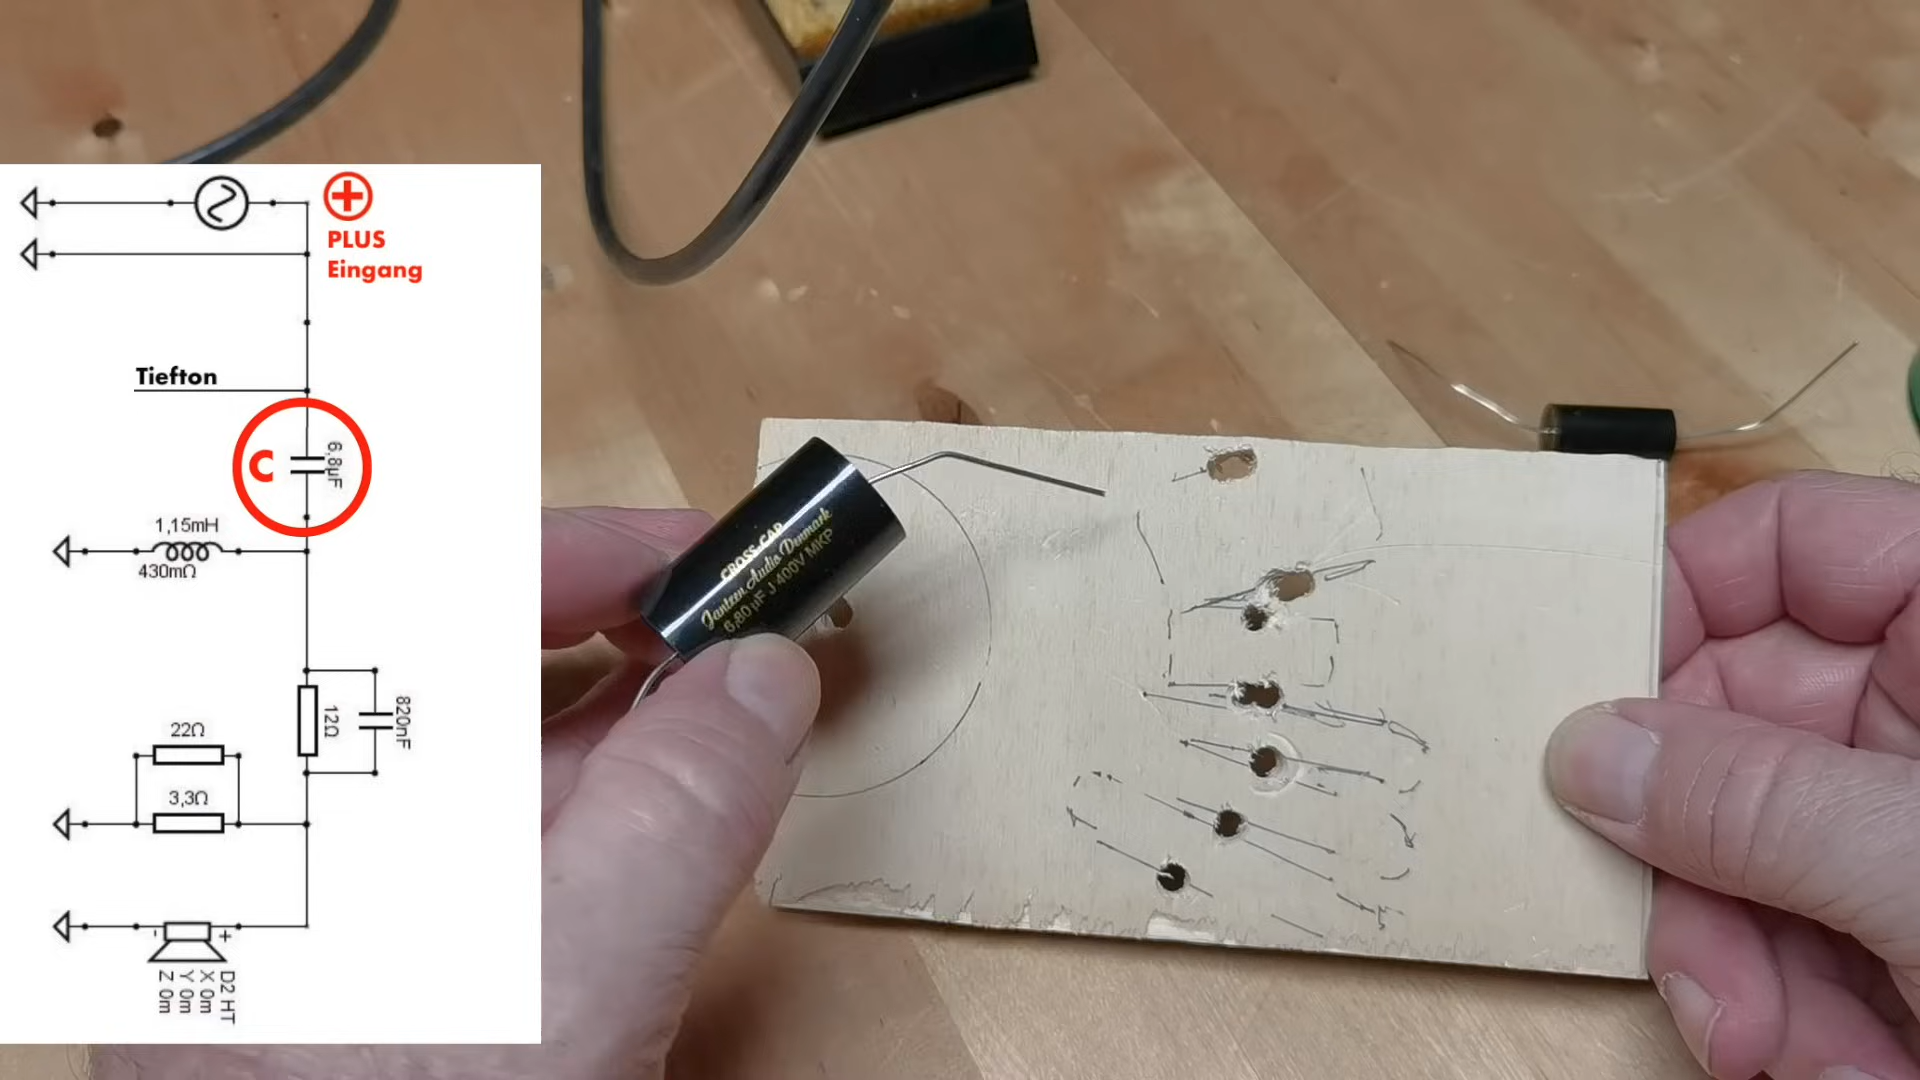 PLUS
Eingang
Tiefton
C
6,8µF
1,15mH
430mΩ
12Ω
820nF
22Ω
3,3Ω
- +
D2 HT
X 0m
Y 0m
Z 0m
CROSS-CAP
Jantzen Audio Denmark
6,80 µF J 400V MKP